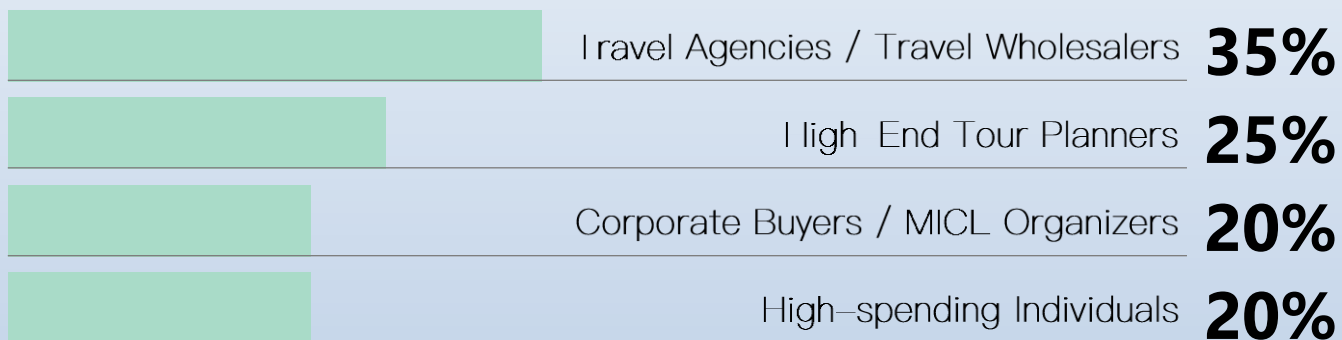 Travel Agencies / Travel Wholesalers 35%
High End Tour Planners 25%
Corporate Buyers / MICE Organizers 20%
High-spending Individuals 20%